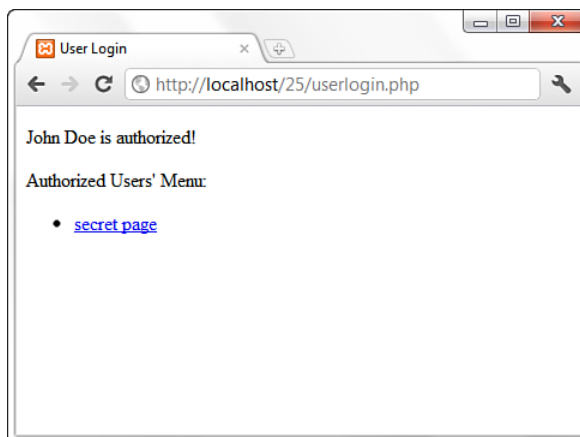 User Login
http://localhost/25/userlogin.php
John Doe is authorized!
Authorized Users' Menu:
secret page